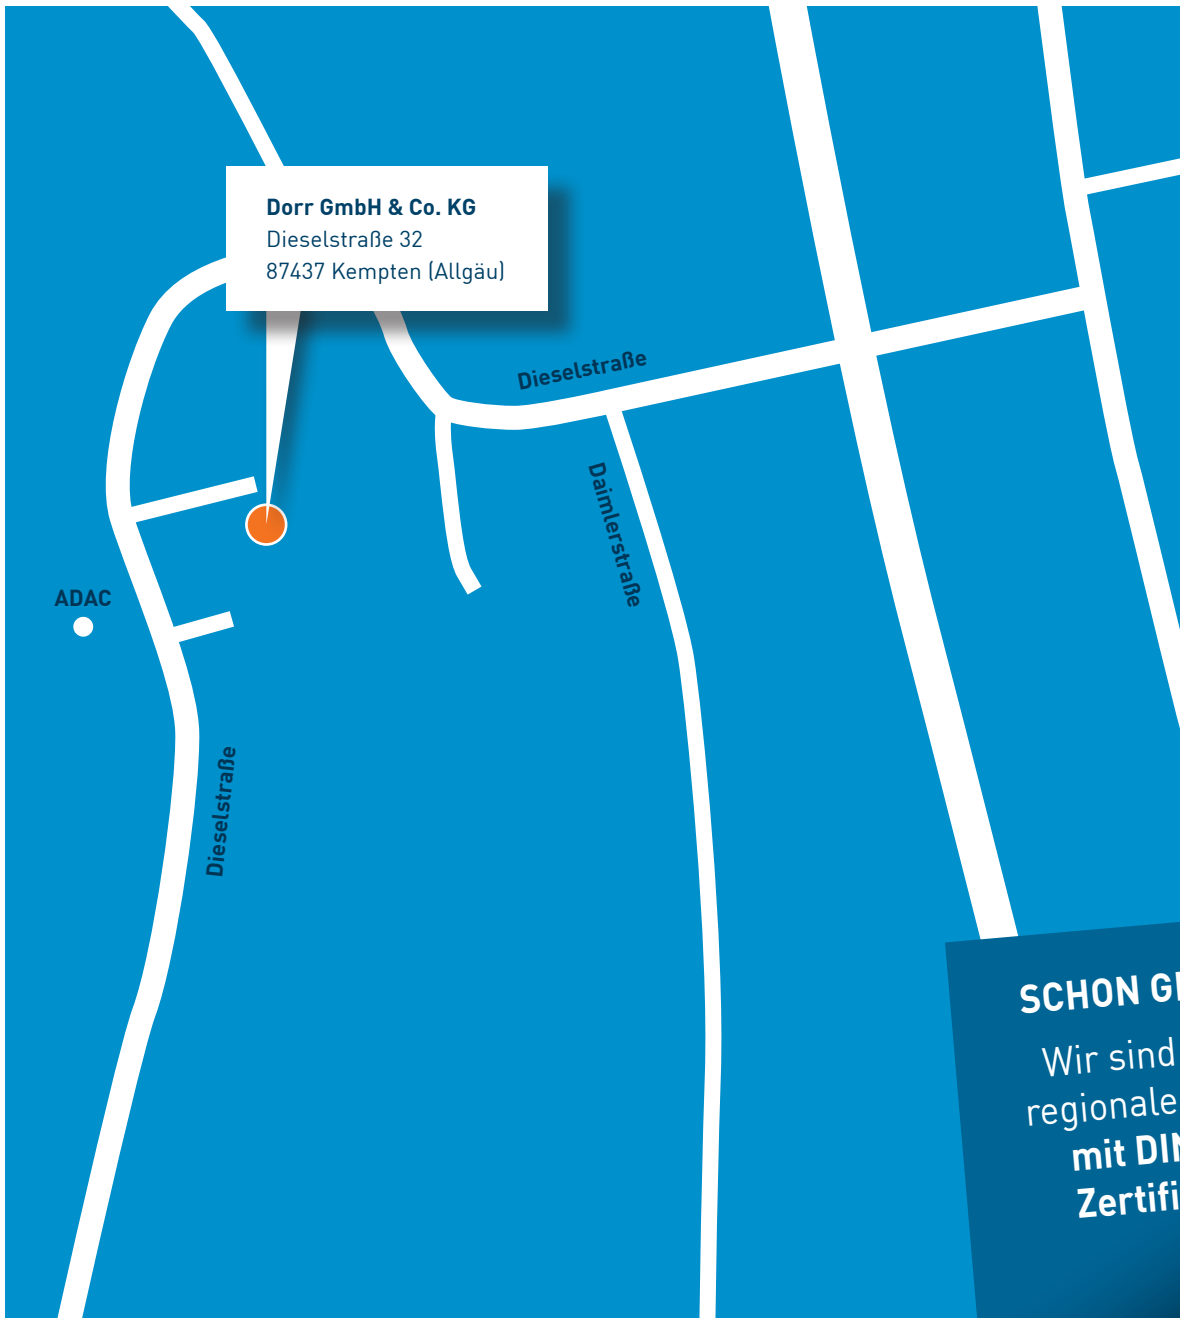 Dorr GmbH & Co. KG
Dieselstraße 32
87437 Kempten (Allgäu)
Dieselstraße
Daimlerstraße
ADAC
Dieselstraße
SCHON
Wir sind
regionale
mit